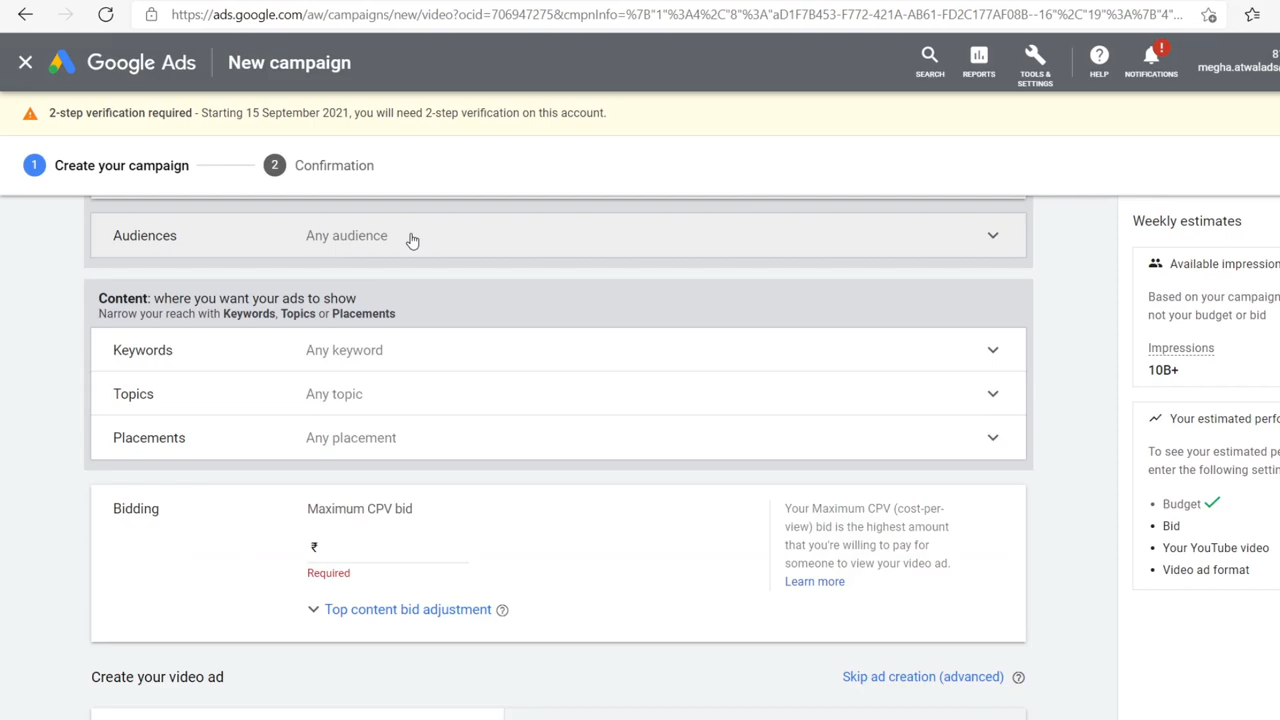 https://ads.google.com/aw/campaigns/new/video?ocid=706947275&cmpnInfo=%7B"1"%3A4%2C"8"%3A"aD1F7B453-F772-421A-AB61-FD2C177AF08B--16"%2C"19"%3A%7B"4"...
Google Ads
New campaign
SEARCH
REPORTS
TOOLS & SETTINGS
HELP
!
NOTIFICATIONS
megha.atwalads
2-step verification required - Starting 15 September 2021, you will need 2-step verification on this account.
1 Create your campaign
2 Confirmation
Audiences Any audience
Content: where you want your ads to show
Narrow your reach with Keywords, Topics or Placements
Keywords Any keyword
Topics Any topic
Placements Any placement
Bidding
Maximum CPV bid
₹
Required
Top content bid adjustment ?
Your Maximum CPV (cost-per-
view) bid is the highest amount
that you're willing to pay for
someone to view your video ad.
Learn more
Create your video ad
Skip ad creation (advanced) ?
Weekly estimates
Available impression
Based on your campaign
not your budget or bid
Impressions
10B+
Your estimated perfo
To see your estimated pe
enter the following settin
• Budget
• Bid
• Your YouTube video
• Video ad format